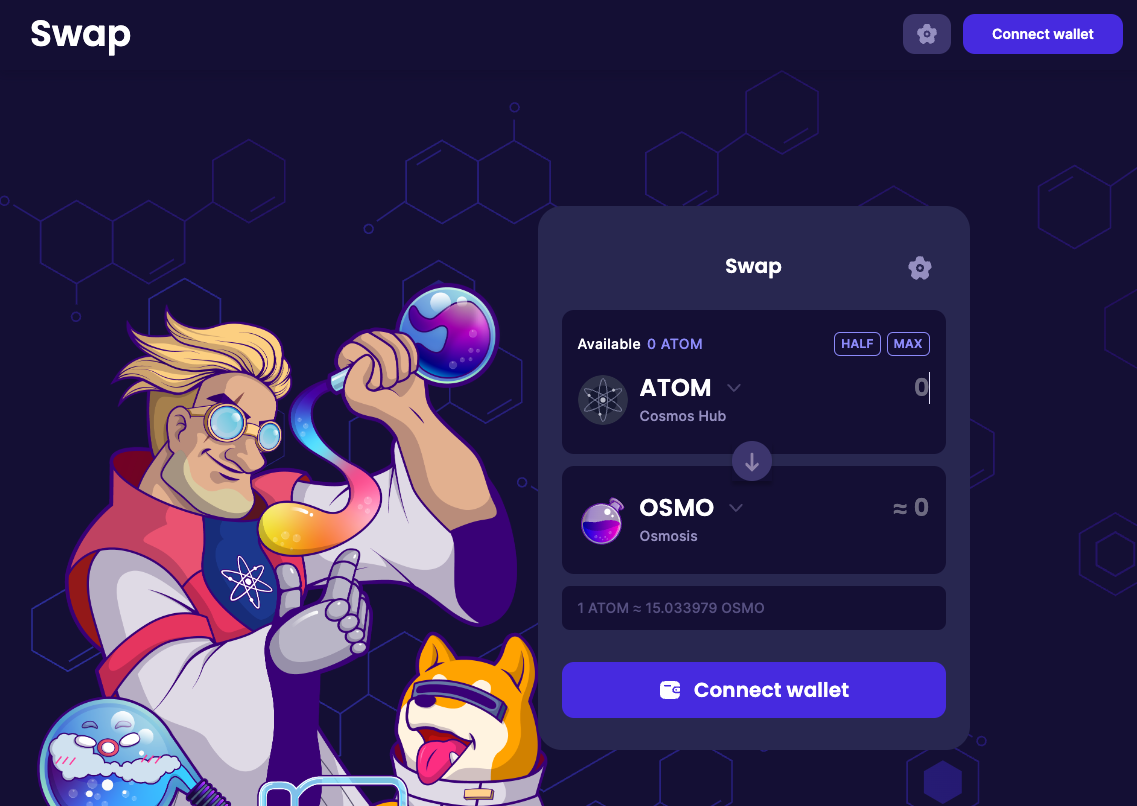 Swap
Connect wallet
Swap
Available 0 ATOM
HALF
MAX
ATOM
0
Cosmos Hub
OSMO
≈ 0
Osmosis
1 ATOM ≈ 15.033979 OSMO
Connect wallet